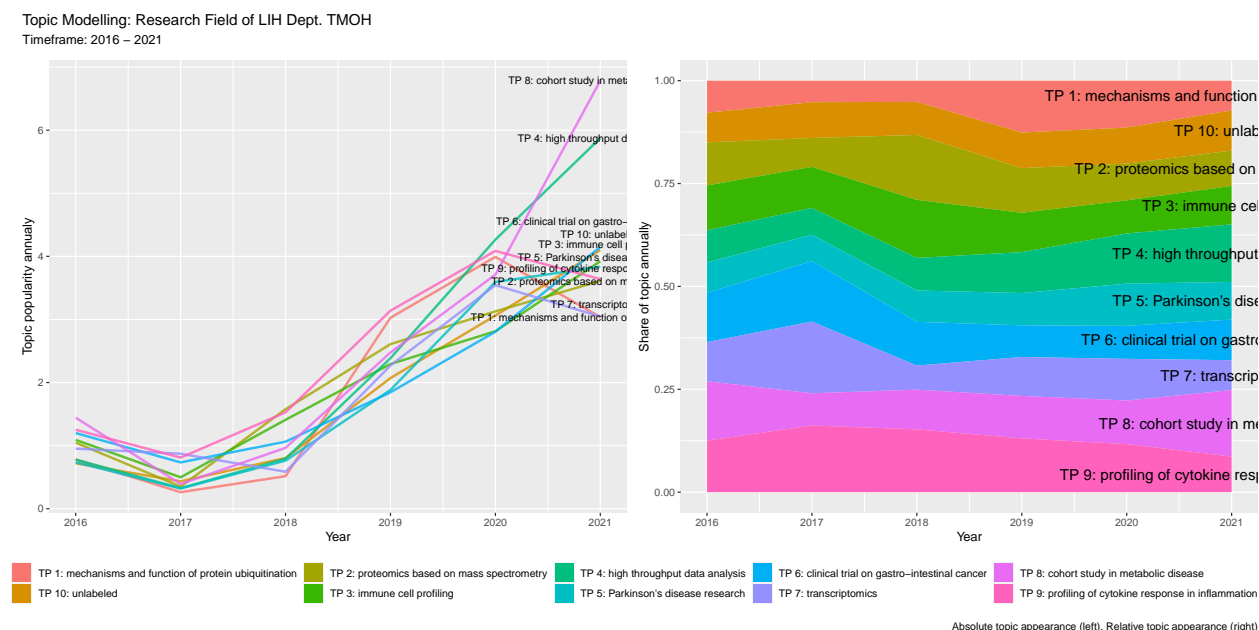 Topic Modelling: Research Field of LIH Dept. TMOH
Timeframe: 2016 – 2021
Topic popularity annually
6
4
2
0
TP 8: cohort study in meta
TP 4: high throughput d
TP 6: clinical trial on gastro–
TP 10: unlabel
TP 3: immune cell p
TP 5: Parkinson's disea
TP 9: profiling of cytokine respo
TP 2: proteomics based on m
TP 7: transcripto
TP 1: mechanisms and function o
2016 2017 2018 2019 2020 2021
Year
Share of topic annually
1.00
0.75
0.50
0.25
0.00
TP 1: mechanisms and function
TP 10: unlab
TP 2: proteomics based on
TP 3: immune cel
TP 4: high throughput
TP 5: Parkinson's dise
TP 6: clinical trial on gastro
TP 7: transcrip
TP 8: cohort study in me
TP 9: profiling of cytokine resp
2016 2017 2018 2019 2020 2021
Year
TP 1: mechanisms and function of protein ubiquitination
TP 10: unlabeled
TP 2: proteomics based on mass spectrometry
TP 3: immune cell profiling
TP 4: high throughput data analysis
TP 5: Parkinson's disease research
TP 6: clinical trial on gastro–intestinal cancer
TP 7: transcriptomics
TP 8: cohort study in metabolic disease
TP 9: profiling of cytokine response in inflammation
Absolute topic appearance (left), Relative topic appearance (right)